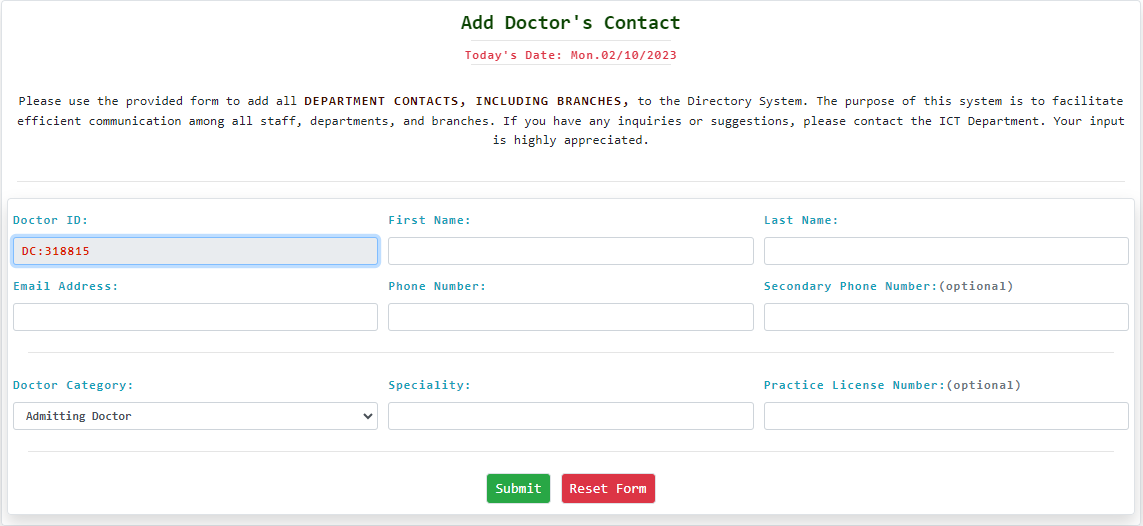 Add Doctor's Contact
Today's Date: Mon.02/10/2023
Please use the provided form to add all DEPARTMENT CONTACTS, INCLUDING BRANCHES, to the Directory System. The purpose of this system is to facilitate
efficient communication among all staff, departments, and branches. If you have any inquiries or suggestions, please contact the ICT Department. Your input
is highly appreciated.
Doctor ID: First Name: Last Name:
DC:318815
Email Address: Phone Number: Secondary Phone Number:(optional)
Doctor Category: Speciality: Practice License Number:(optional)
Admitting Doctor
Submit Reset Form